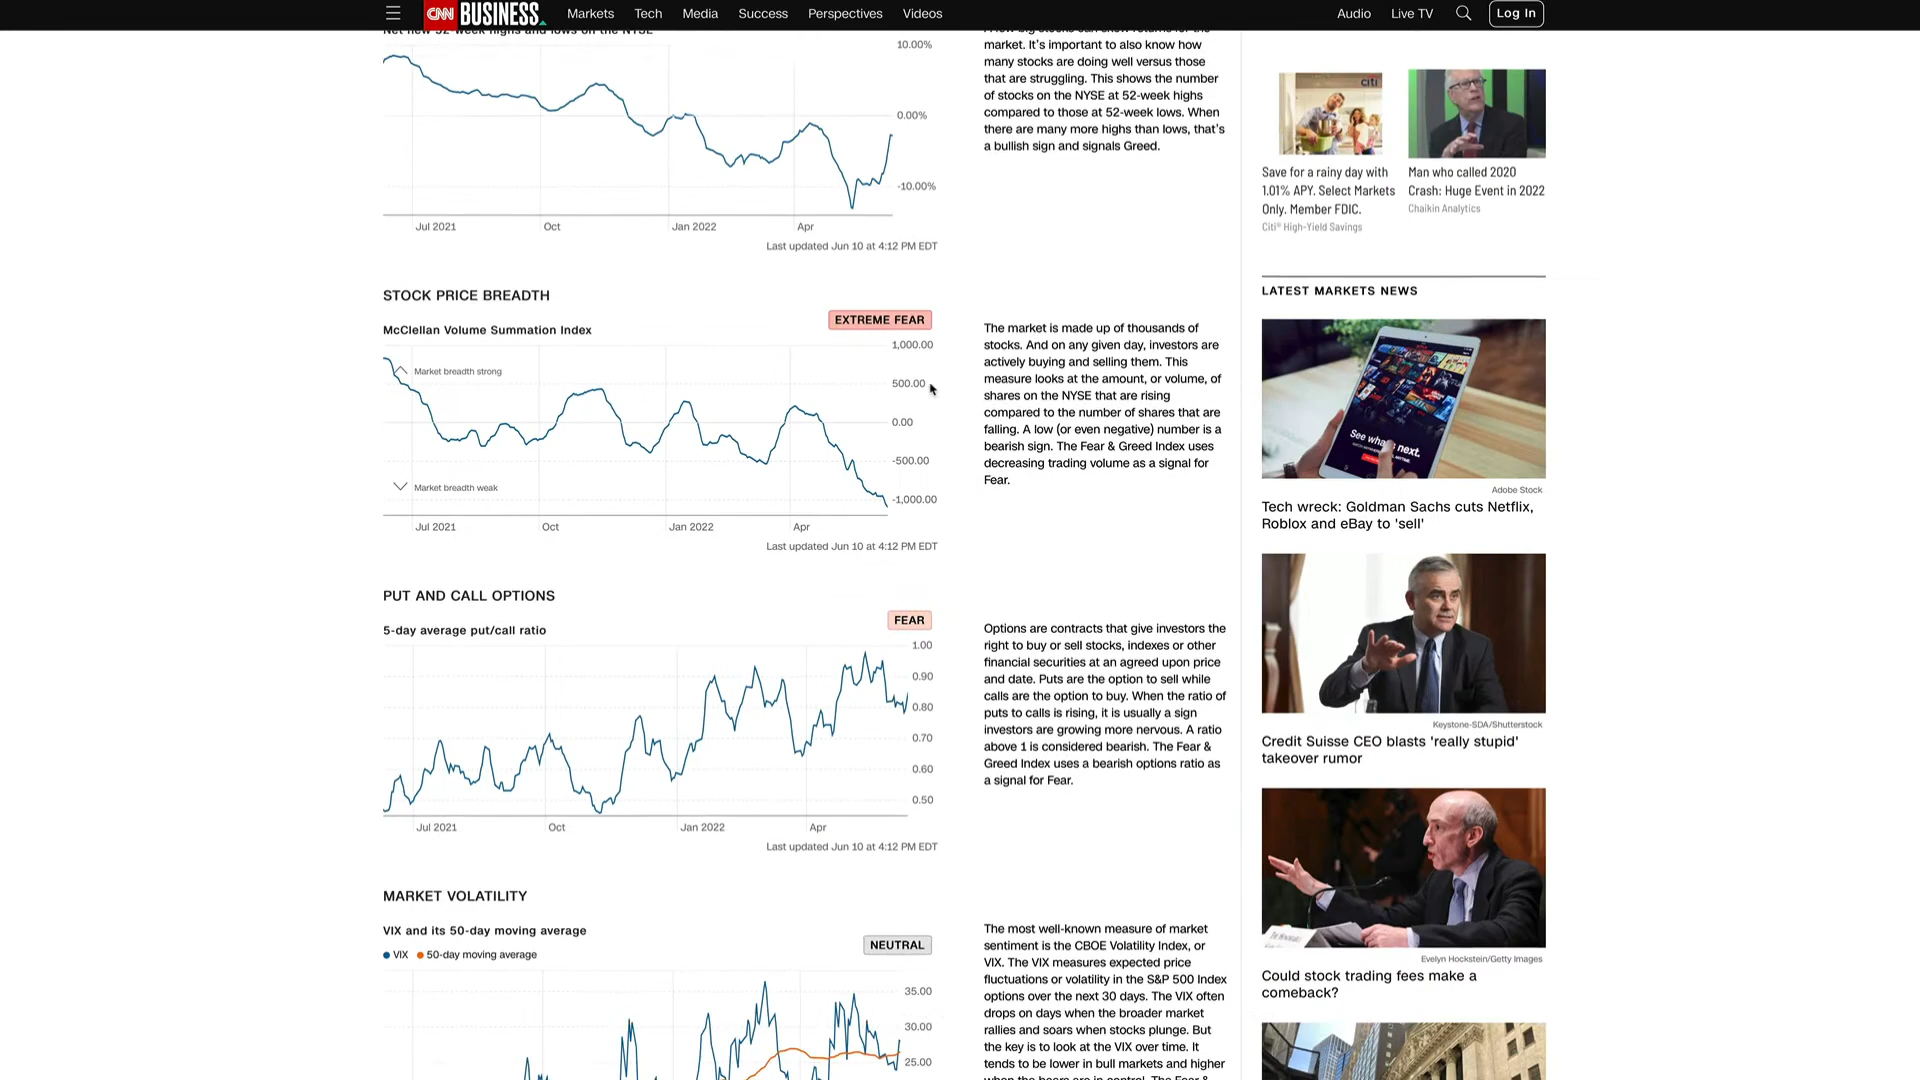 CNN BUSINESS
Markets
Tech
Media
Success
Perspectives
Videos
Audio
Live TV
Log In
Net new 52-week highs and lows on the NYSE
10.00%
0.00%
-10.00%
Jul 2021
Oct
Jan 2022
Apr
Last updated Jun 10 at 4:12 PM EDT
market. It's important to also know how
many stocks are doing well versus those
that are struggling. This shows the number
of stocks on the NYSE at 52-week highs
compared to those at 52-week lows. When
there are many more highs than lows, that's
a bullish sign and signals Greed.
STOCK PRICE BREADTH
McClellan Volume Summation Index
EXTREME FEAR
1,000.00
Market breadth strong
500.00
0.00
-500.00
Market breadth weak
-1,000.00
Jul 2021
Oct
Jan 2022
Apr
Last updated Jun 10 at 4:12 PM EDT
The market is made up of thousands of
stocks. And on any given day, investors are
actively buying and selling them. This
measure looks at the amount, or volume, of
shares on the NYSE that are rising
compared to the number of shares that are
falling. A low (or even negative) number is a
bearish sign. The Fear & Greed Index uses
decreasing trading volume as a signal for
Fear.
PUT AND CALL OPTIONS
5-day average put/call ratio
FEAR
1.00
0.90
0.80
0.70
0.60
0.50
Jul 2021
Oct
Jan 2022
Apr
Last updated Jun 10 at 4:12 PM EDT
Options are contracts that give investors the
right to buy or sell stocks, indexes or other
financial securities at an agreed upon price
and date. Puts are the option to sell while
calls are the option to buy. When the ratio of
puts to calls is rising, it is usually a sign
investors are growing more nervous. A ratio
above 1 is considered bearish. The Fear &
Greed Index uses a bearish options ratio as
a signal for Fear.
MARKET VOLATILITY
VIX and its 50-day moving average
NEUTRAL
VIX
50-day moving average
35.00
30.00
25.00
The most well-known measure of market
sentiment is the CBOE Volatility Index, or
VIX. The VIX measures expected price
fluctuations or volatility in the S&P 500 Index
options over the next 30 days. The VIX often
drops on days when the broader market
rallies and soars when stocks plunge. But
the key is to look at the VIX over time. It
tends to be lower in bull markets and higher
when the bears are in control. The Fear &
citi
Save for a rainy day with
1.01% APY. Select Markets
Only. Member FDIC.
Citi® High-Yield Savings
Man who called 2020
Crash: Huge Event in 2022
Chaikin Analytics
LATEST MARKETS NEWS
See what's next.
Adobe Stock
Tech wreck: Goldman Sachs cuts Netflix,
Roblox and eBay to 'sell'
Keystone-SDA/Shutterstock
Credit Suisse CEO blasts 'really stupid'
takeover rumor
Evelyn Hockstein/Getty Images
Could stock trading fees make a
comeback?